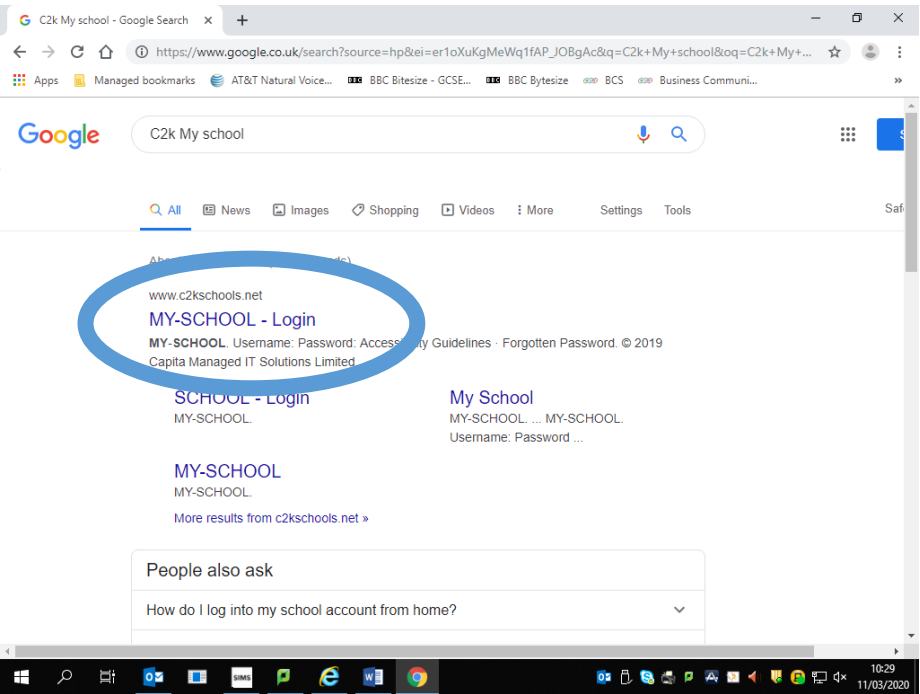 C2k My school - Google Search
https://www.google.co.uk/search?source=hp&ei=er1oXuKgMeWq1fAP_JOBgAc&q=C2k+My+school&oq=C2k+My+...
Apps Managed bookmarks AT&T Natural Voice... BBC BBC Bitesize - GCSE... BBC BBC Bytesize BCS Business Communi... »
Google C2k My school
All News Images Shopping Videos More Settings Tools Saf
www.c2kschools.net
MY-SCHOOL - Login
MY-SCHOOL. Username: Password: Guidelines · Forgotten Password. © 2019
Capita Managed IT Solutions Limited
SCHOOL - Login
MY-SCHOOL.
My School
MY-SCHOOL. ... MY-SCHOOL.
Username: Password ...
MY-SCHOOL
MY-SCHOOL.
More results from c2kschools.net »
People also ask
How do I log into my school account from home?
SIMS
10:29
11/03/2020